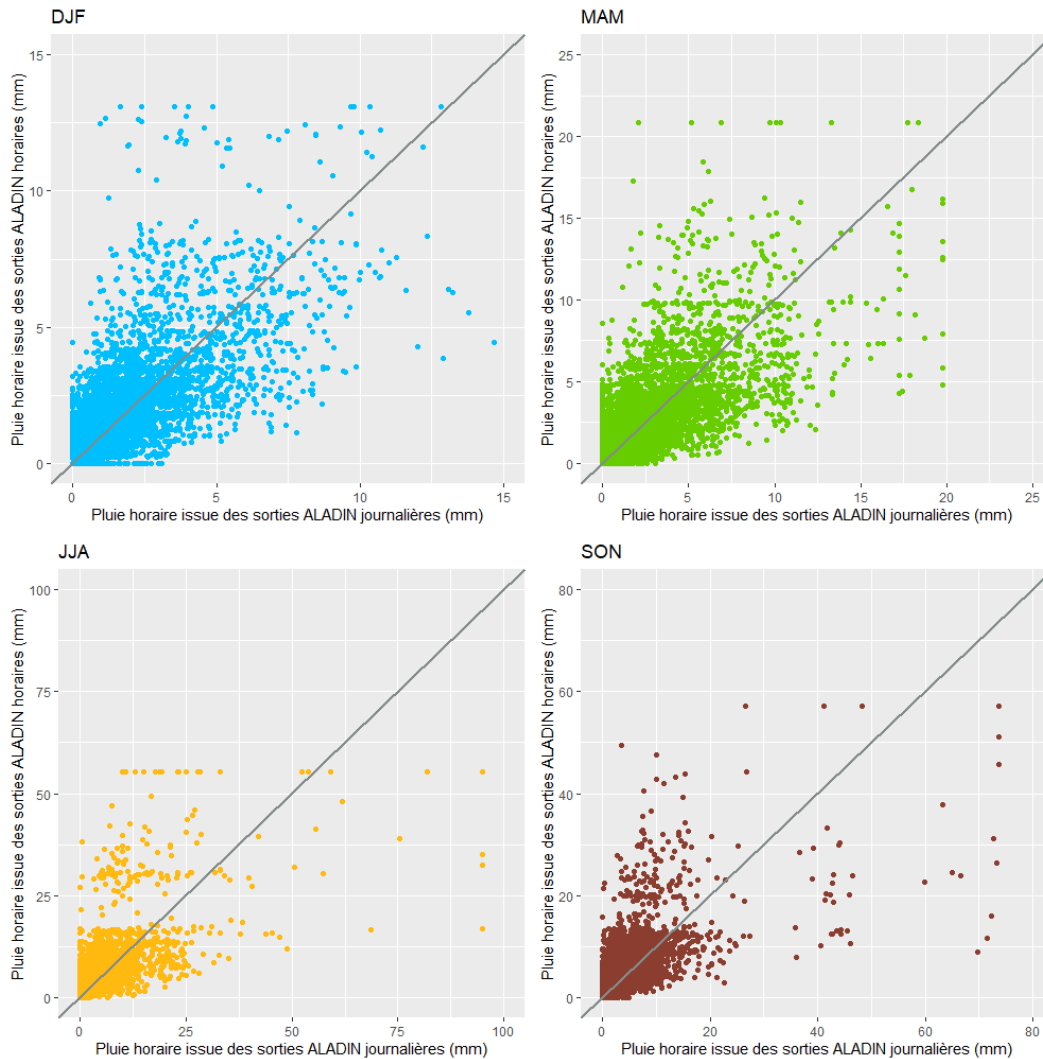 DJF
Pluie horaire issue des sorties ALADIN horaires (mm)
15
10
5
0
0 5 10 15
Pluie horaire issue des sorties ALADIN journalières (mm)
MAM
Pluie horaire issue des sorties ALADIN horaires (mm)
25
20
15
10
5
0
0 5 10 15 20 25
Pluie horaire issue des sorties ALADIN journalières (mm)
JJA
Pluie horaire issue des sorties ALADIN horaires (mm)
100
75
50
25
0
0 25 50 75 100
Pluie horaire issue des sorties ALADIN journalières (mm)
SON
Pluie horaire issue des sorties ALADIN horaires (mm)
80
60
40
20
0
0 20 40 60 80
Pluie horaire issue des sorties ALADIN journalières (mm)